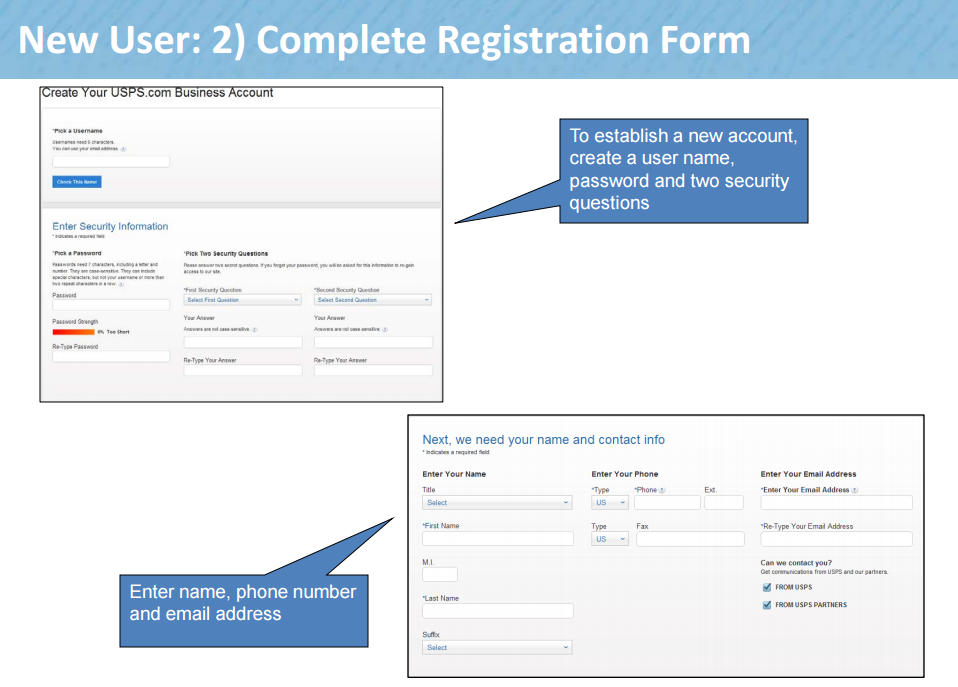 New User: 2) Complete Registration Form
Create Your USPS.com Business Account
*Pick a Username
Usernames need 6 characters.
You can use your email address.
Check This Name
To establish a new account,
create a user name,
password and two security
questions
Enter Security Information
* Indicates a required field
*Pick a Password
Passwords need 7 characters, including a letter and
number. They are case-sensitive. They can include
special characters, but not your username or more than
two repeat characters in a row.
Password
Password Strength
0% Too Short
Re-Type Password
*Pick Two Security Questions
Please answer two secret questions. If you forget your password, you will be asked for this information to re-gain
access to our site.
*First Security Question
Select First Question
Your Answer
Answers are not case-sensitive.
Re-Type Your Answer
*Second Security Question
Select Second Question
Your Answer
Answers are not case-sensitive.
Re-Type Your Answer
Next, we need your name and contact info
* Indicates a required field
Enter Your Name
Title
Select
*First Name
M.I.
*Last Name
Suffix
Select
Enter Your Phone
*Type *Phone Ext.
US
Type Fax
US
Enter Your Email Address
*Enter Your Email Address
*Re-Type Your Email Address
Can we contact you?
Get communications from USPS and our partners.
FROM USPS
FROM USPS PARTNERS
Enter name, phone number
and email address